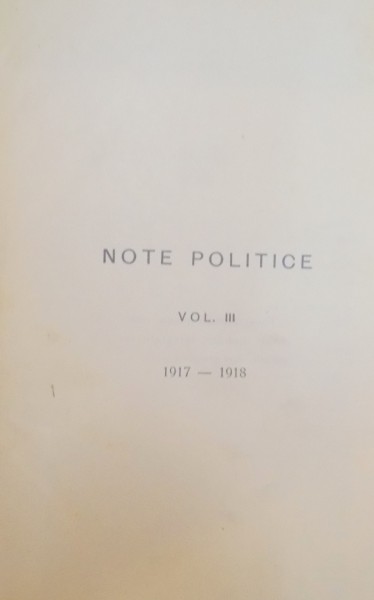 NOTE POLITICE
VOL. III
1917 — 1918